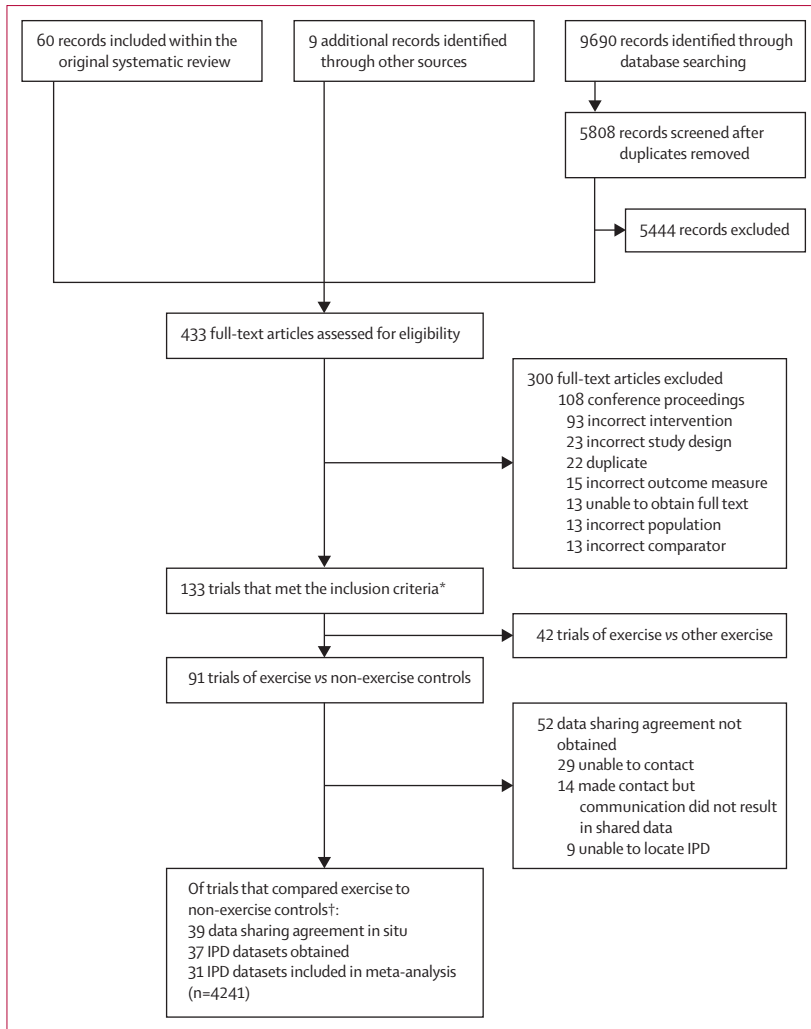 60 records included within the
original systematic review
9 additional records identified
through other sources
9690 records identified through
database searching
5808 records screened after
duplicates removed
5444 records excluded
433 full-text articles assessed for eligibility
300 full-text articles excluded
108 conference proceedings
93 incorrect intervention
23 incorrect study design
22 duplicate
15 incorrect outcome measure
13 unable to obtain full text
13 incorrect population
13 incorrect comparator
133 trials that met the inclusion criteria*
42 trials of exercise vs other exercise
91 trials of exercise vs non-exercise controls
52 data sharing agreement not
obtained
29 unable to contact
14 made contact but
communication did not result
in shared data
9 unable to locate IPD
Of trials that compared exercise to
non-exercise controls†:
39 data sharing agreement in situ
37 IPD datasets obtained
31 IPD datasets included in meta-analysis
(n=4241)